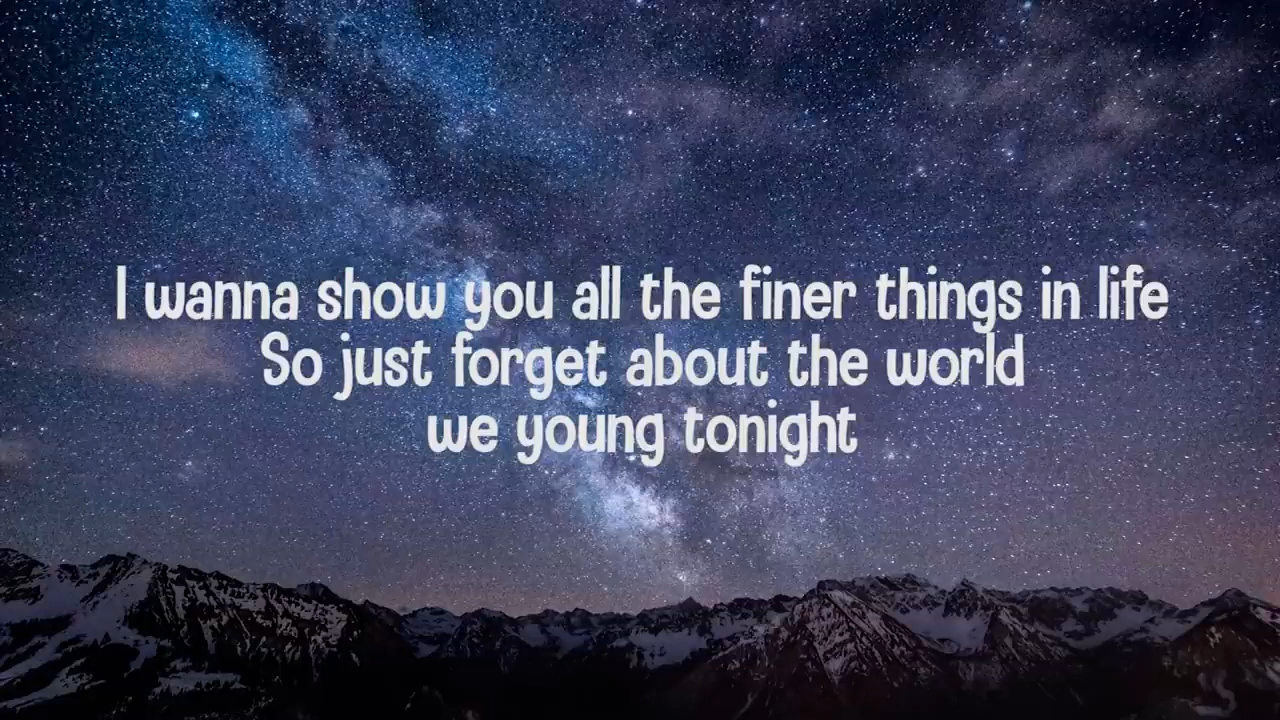 I wanna show you all the finer things in life
So just forget about the world
we young tonight